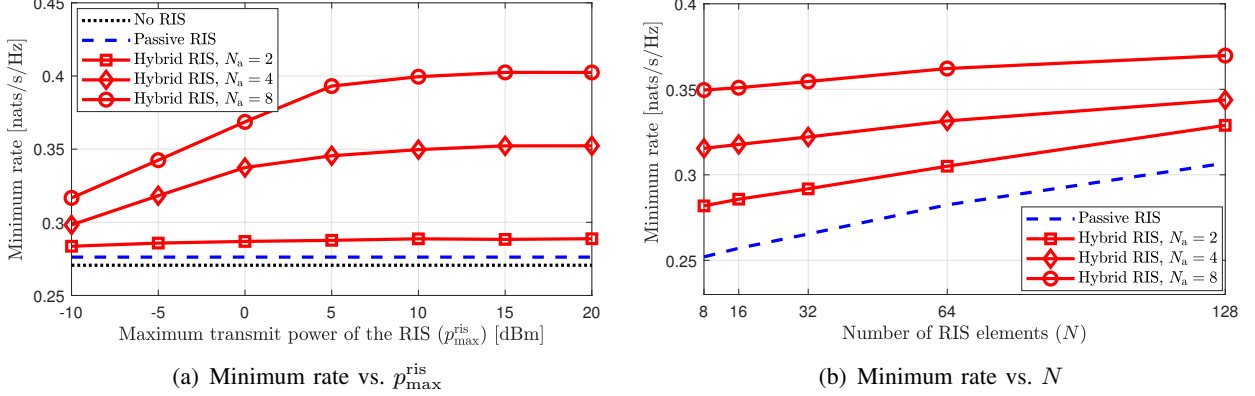 0.45
0.4
0.35
0.3
0.25
Minimum rate [nats/s/Hz]
No RIS
Passive RIS
Hybrid RIS, N_a = 2
Hybrid RIS, N_a = 4
Hybrid RIS, N_a = 8
-10 -5 0 5 10 15 20
Maximum transmit power of the RIS (p_max^ris) [dBm]
(a) Minimum rate vs. p_max^ris
0.4
0.35
0.3
0.25
Minimum rate [nats/s/Hz]
Passive RIS
Hybrid RIS, N_a = 2
Hybrid RIS, N_a = 4
Hybrid RIS, N_a = 8
8 16 32 64 128
Number of RIS elements (N)
(b) Minimum rate vs. N